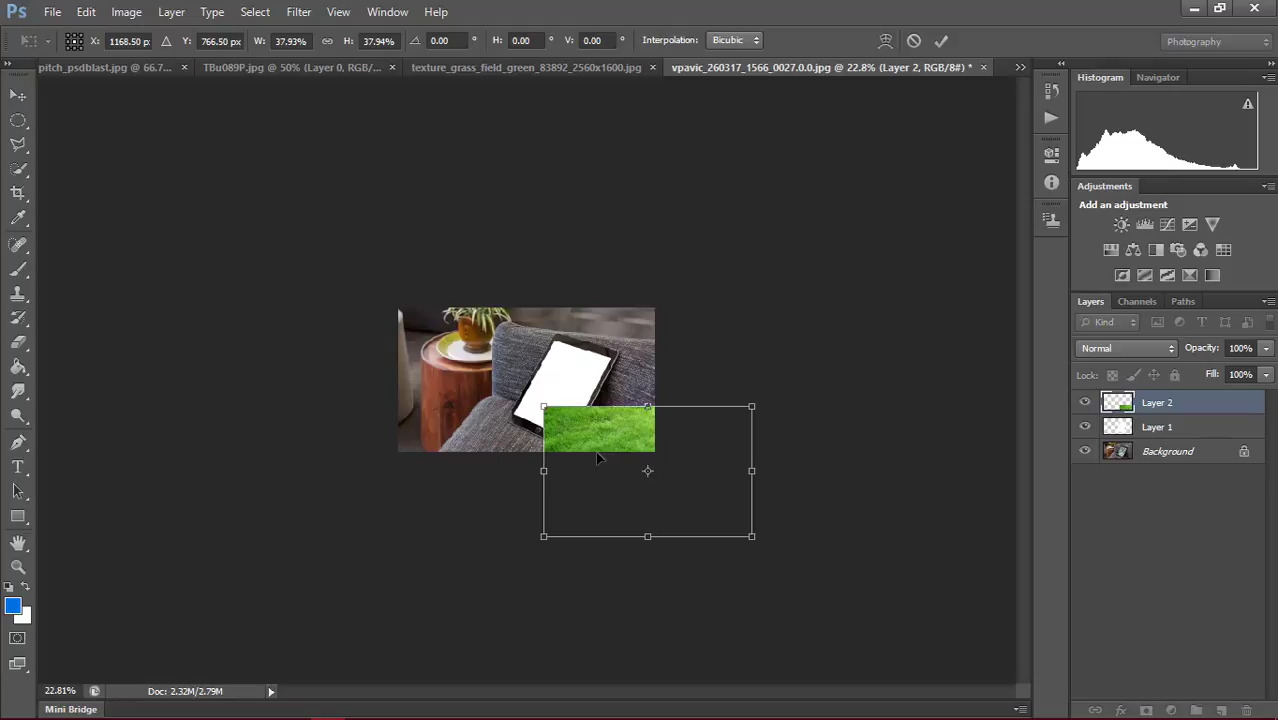 Ps File Edit Image Layer Type Select Filter View Window Help
X: 1168.50 px Y: 766.50 px W: 37.93% H: 37.94% 0.00 ° H: 0.00 ° V: 0.00 ° Interpolation: Bicubic Photography
pitch_psdblast.jpg @ 66.7... × TBu089P.jpg @ 50% (Layer 0, RGB/... × texture_grass_field_green_83892_2560x1600.jpg × vpavic_260317_1566_0027.0.0.jpg @ 22.8% (Layer 2, RGB/8#) * ×
Histogram Navigator
Adjustments
Add an adjustment
Layers Channels Paths
Kind
Normal Opacity: 100%
Lock: Fill: 100%
Layer 2
Layer 1
Background
22.81% Doc: 2.32M/2.79M
Mini Bridge